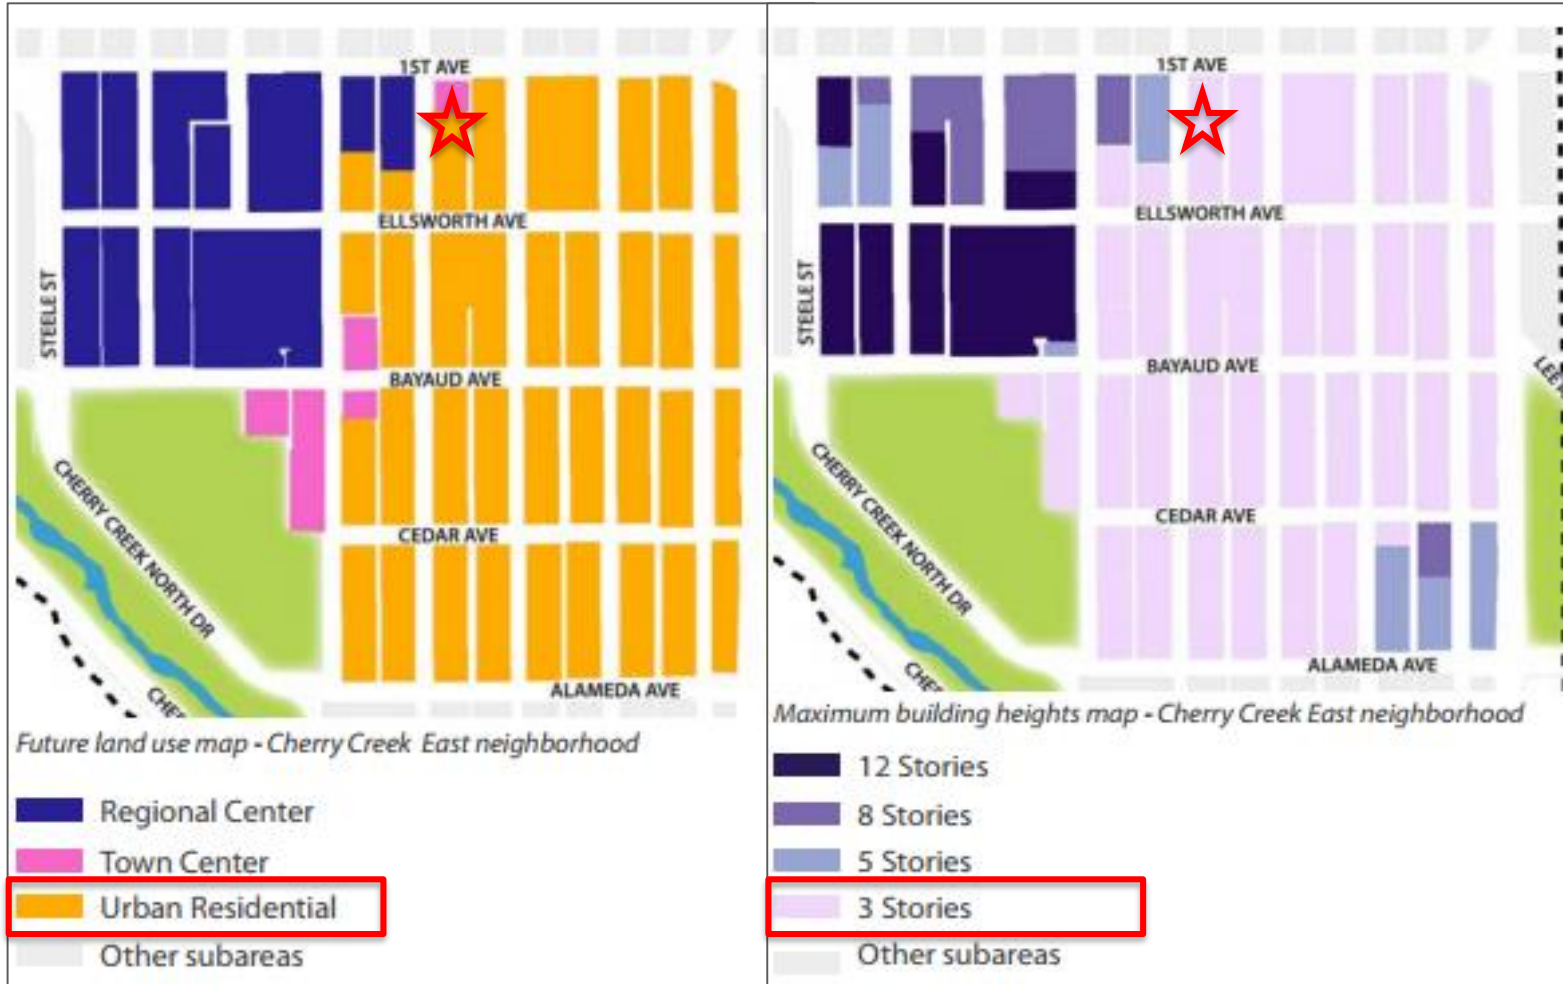 1ST AVE
ELLSWORTH AVE
STEELE ST
BAYAUD AVE
CHERRY CREEK NORTH DR
CEDAR AVE
ALAMEDA AVE
Future land use map - Cherry Creek East neighborhood
Regional Center
Town Center
Urban Residential
Other subareas
1ST AVE
ELLSWORTH AVE
STEELE ST
BAYAUD AVE
CHERRY CREEK NORTH DR
CEDAR AVE
ALAMEDA AVE
Maximum building heights map - Cherry Creek East neighborhood
12 Stories
8 Stories
5 Stories
3 Stories
Other subareas